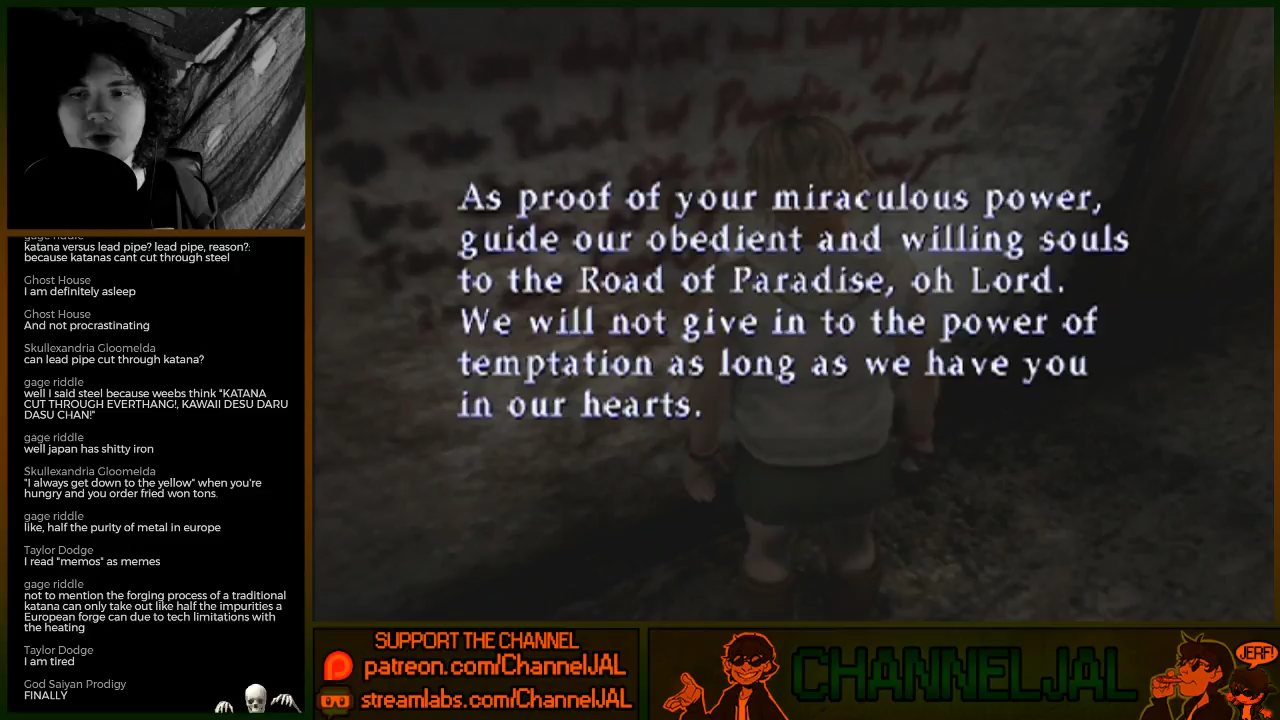 gage riddle
katana versus lead pipe? lead pipe, reason?:
because katanas cant cut through steel
Ghost House
I am definitely asleep
Ghost House
And not procrastinating
Skullexandria Gloomelda
can lead pipe cut through katana?
gage riddle
well I said steel because weebs think "KATANA
CUT THROUGH EVERTHANG!, KAWAII DESU DARU
DASU CHAN!"
gage riddle
well japan has shitty iron
Skullexandria Gloomelda
"I always get down to the yellow" when you're
hungry and you order fried won tons.
gage riddle
like, half the purity of metal in europe
Taylor Dodge
I read "memos" as memes
gage riddle
not to mention the forging process of a traditional
katana can only take out like half the impurities a
European forge can due to tech limitations with
the heating
Taylor Dodge
I am tired
God Saiyan Prodigy
FINALLY
As proof of your miraculous power,
guide our obedient and willing souls
to the Road of Paradise, oh Lord.
We will not give in to the power of
temptation as long as we have you
in our hearts.
SUPPORT THE CHANNEL
patreon.com/ChannelJAL
streamlabs.com/ChannelJAL
CHANNELJAL
JERF!